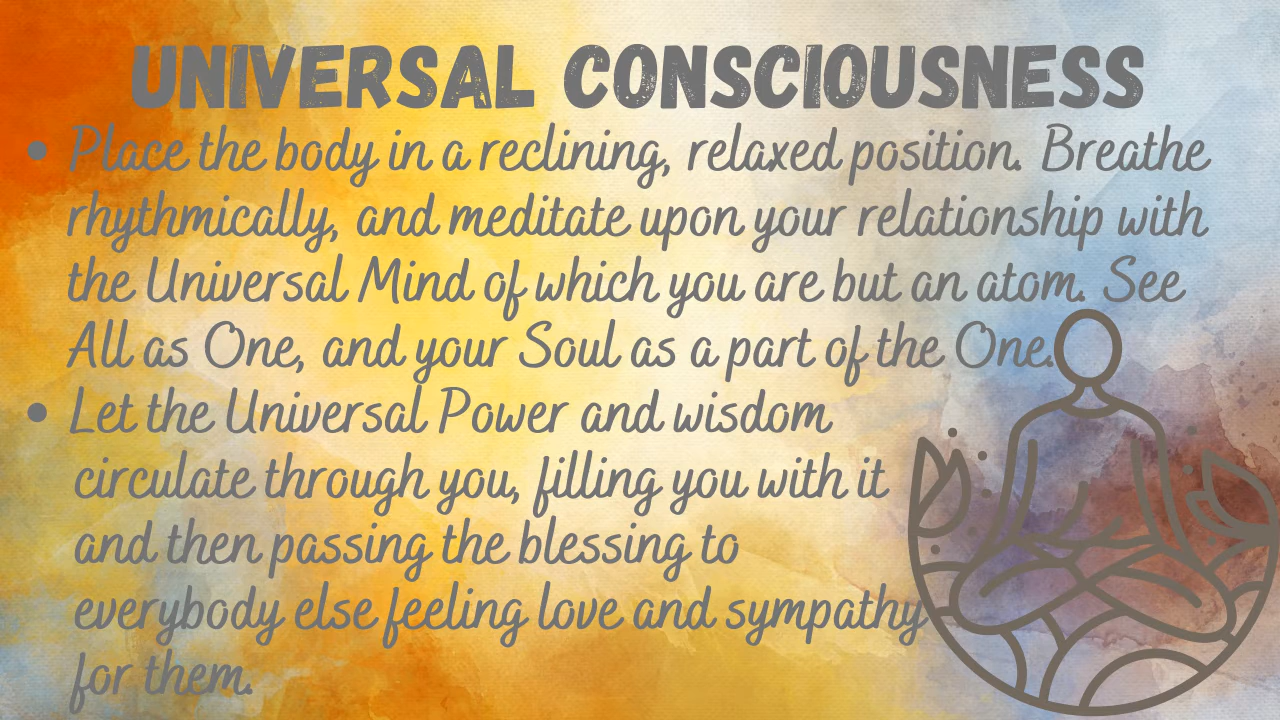 UNIVERSAL CONSCIOUSNESS
• Place the body in a reclining, relaxed position. Breathe
rhythmically, and meditate upon your relationship with
the Universal Mind of which you are but an atom. See
All as One, and your Soul as a part of the One.
• Let the Universal Power and wisdom
circulate through you, filling you with it
and then passing the blessing to
everybody else feeling love and sympathy
for them.